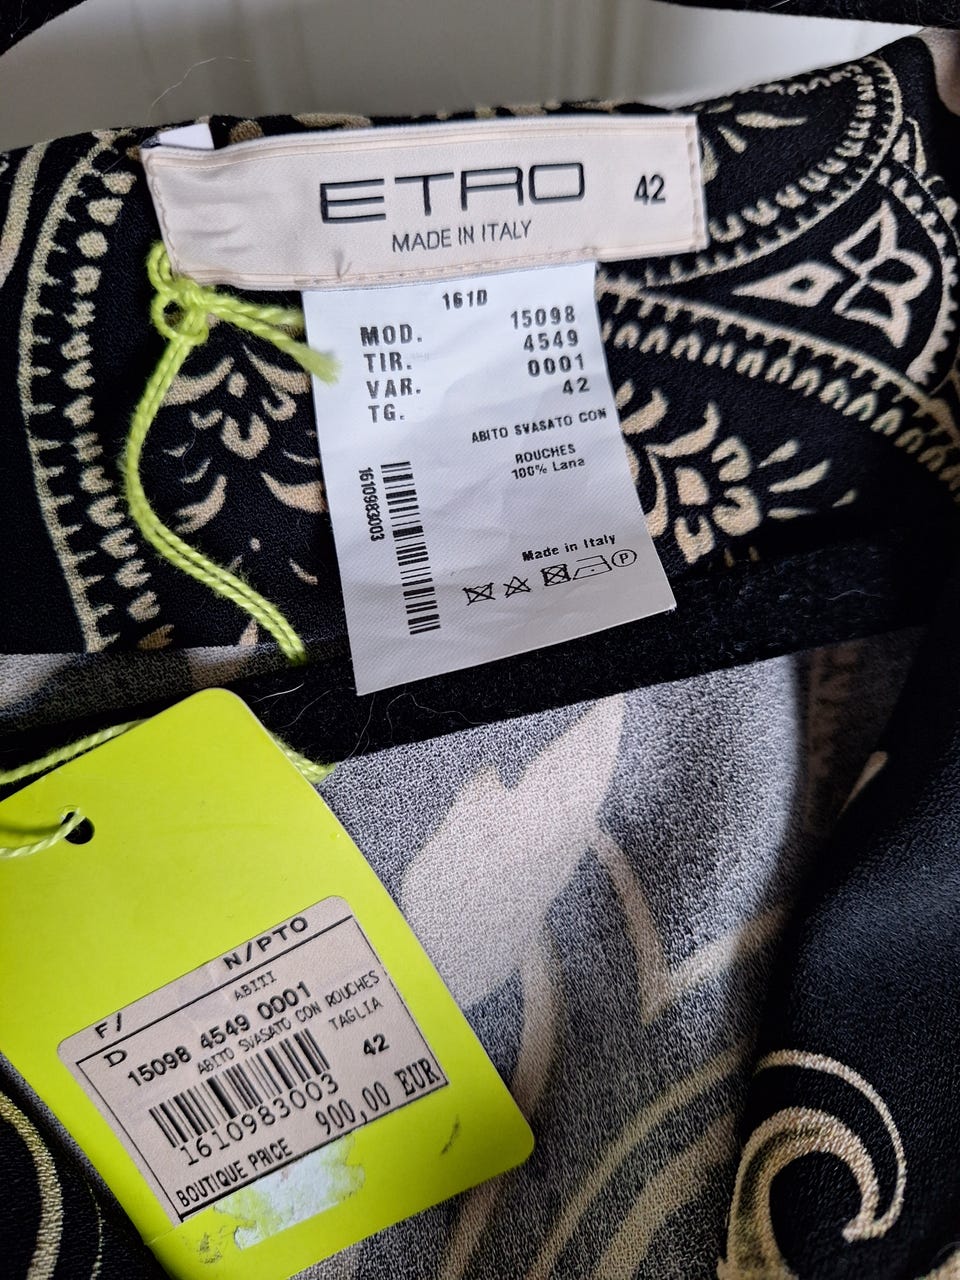 ETRO 42
MADE IN ITALY
161D
MOD. 15098
TIR. 4549
VAR. 0001
TG. 42
ABITO SVASATO CON
ROUCHES
100% Lana
1610983003
Made in Italy
P
F/ N/PTO
D ABITI
15098 4549 0001
ABITO SVASATO CON ROUCHES
TAGLIA
42
1610983003
900,00 EUR
BOUTIQUE PRICE